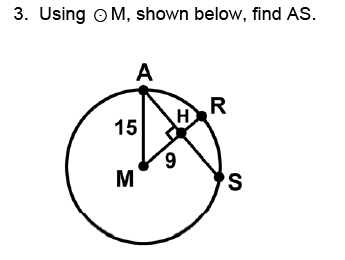 3. Using ⊙M, shown below, find AS.
A
R
H
15
9
M
S